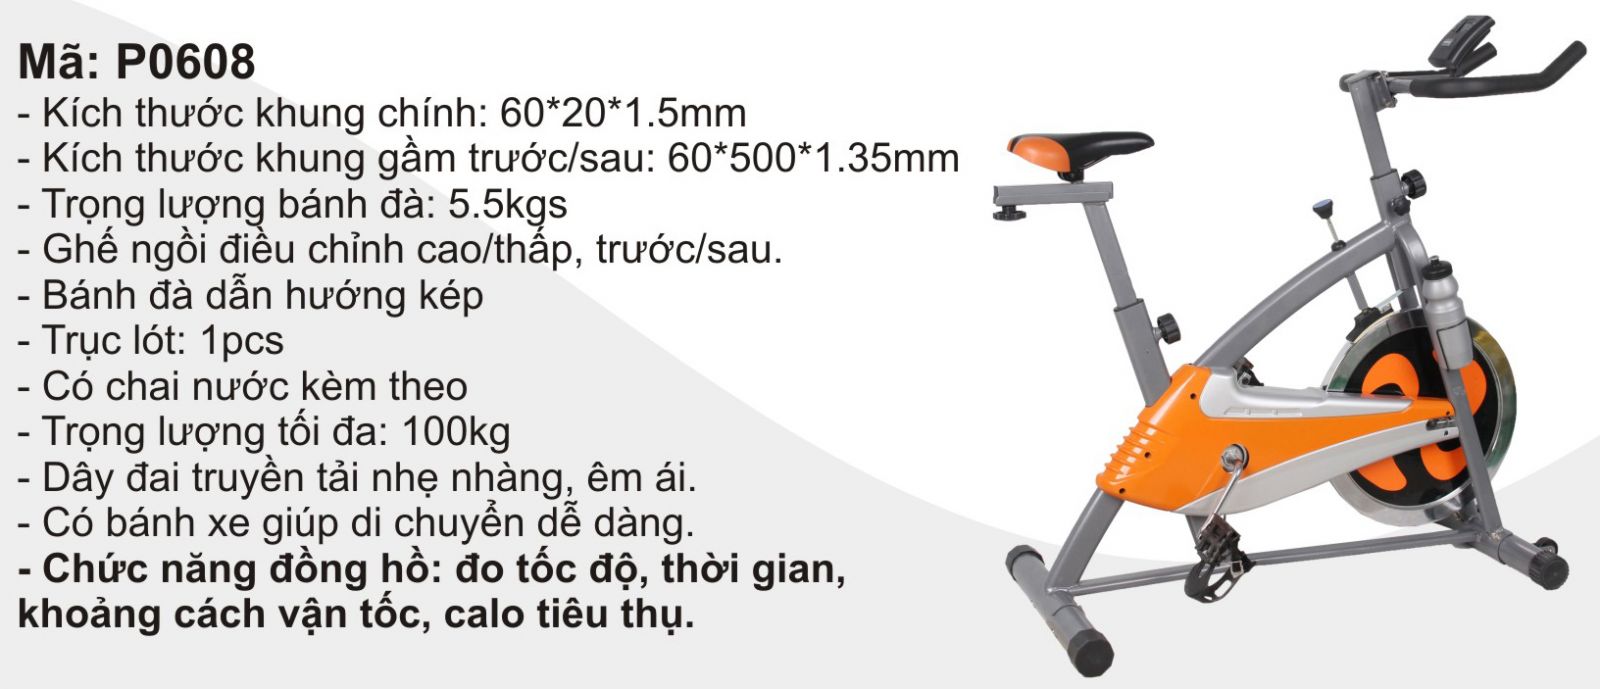 Mã: P0608
- Kích thước khung chính: 60*20*1.5mm
- Kích thước khung gầm trước/sau: 60*500*1.35mm
- Trọng lượng bánh đà: 5.5kgs
- Ghế ngồi điều chỉnh cao/thấp, trước/sau.
- Bánh đà dẫn hướng kép
- Trục lót: 1pcs
- Có chai nước kèm theo
- Trọng lượng tối đa: 100kg
- Dây đai truyền tải nhẹ nhàng, êm ái.
- Có bánh xe giúp di chuyển dễ dàng.
- Chức năng đồng hồ: đo tốc độ, thời gian,
khoảng cách vận tốc, calo tiêu thụ.